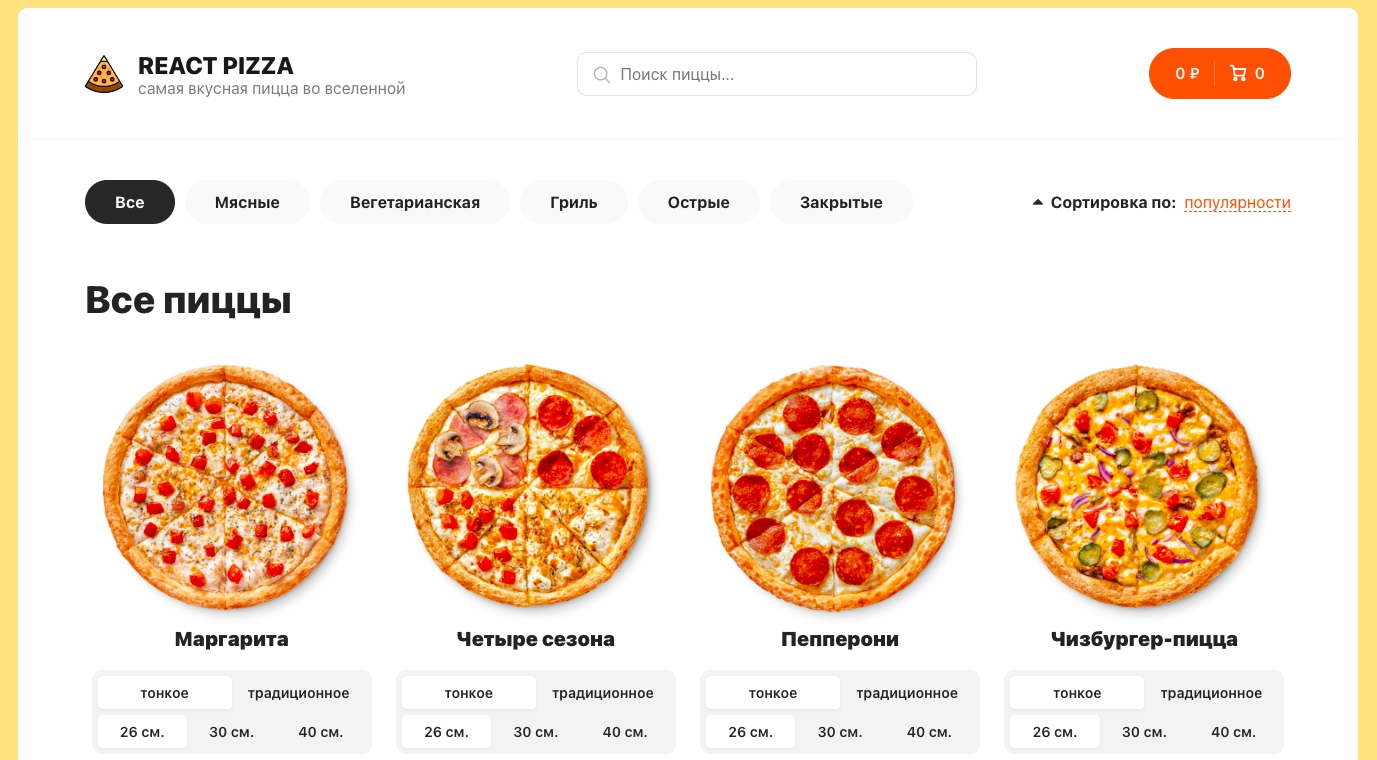 REACT PIZZA
самая вкусная пицца во вселенной
Поиск пиццы...
0 ₽ 0
Все Мясные Вегетарианская Гриль Острые Закрытые Сортировка по: популярности
Все пиццы
Маргарита Четыре сезона Пепперони Чизбургер-пицца
тонкое традиционное тонкое традиционное тонкое традиционное тонкое традиционное
26 см. 30 см. 40 см. 26 см. 30 см. 40 см. 26 см. 30 см. 40 см. 26 см. 30 см. 40 см.